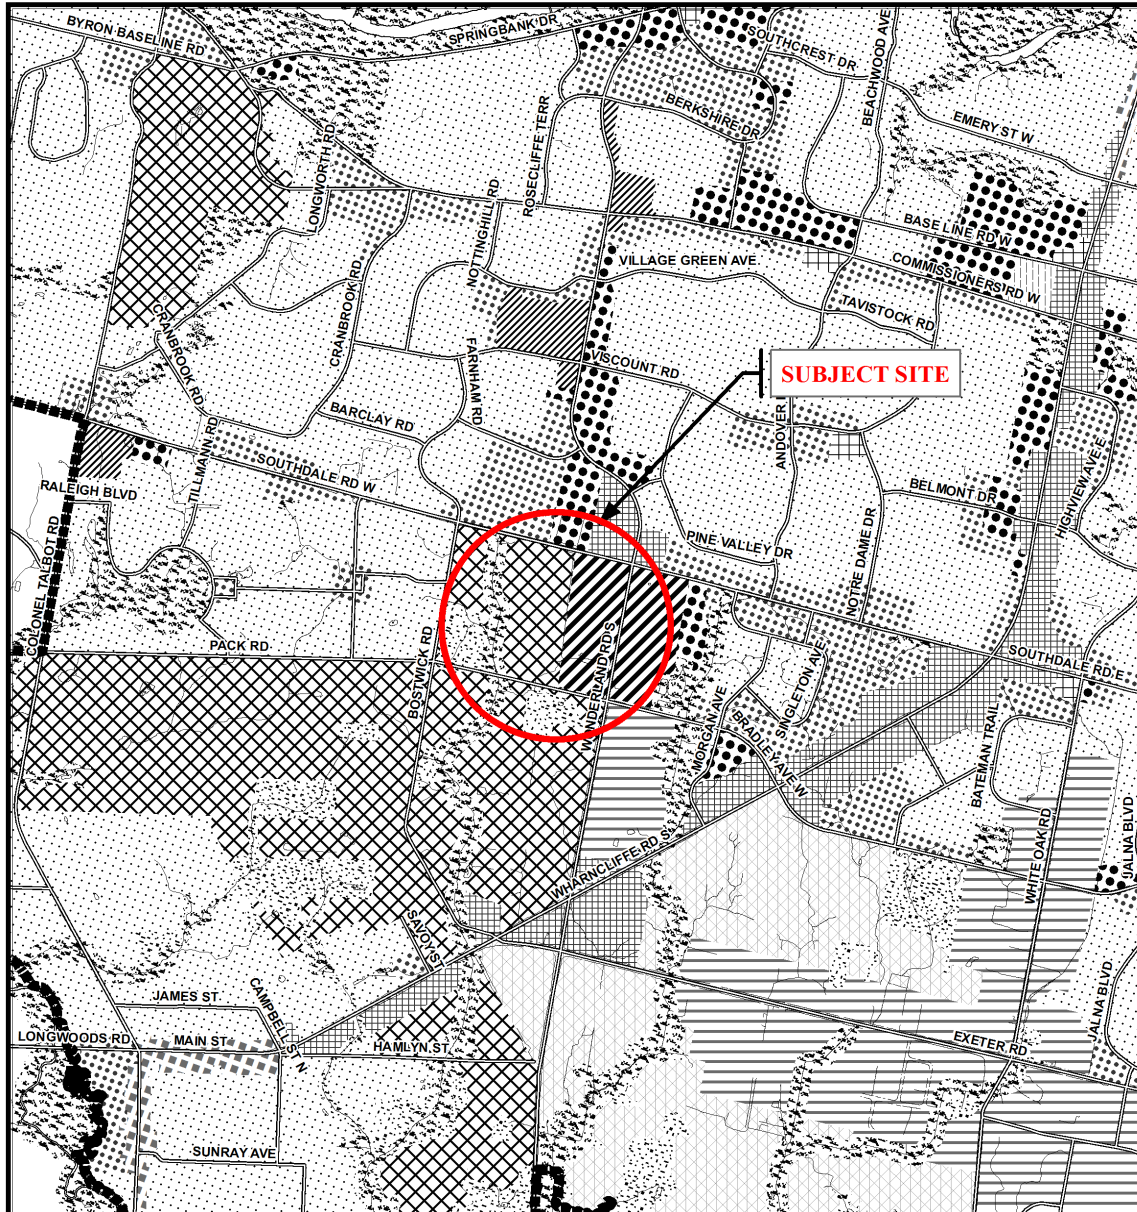 BYRON BASELINE RD
SPRINGBANK DR
SOUTHCREST DR
BEACHWOOD AVE
BERKSHIRE DR
EMERY ST W
LONGWORTH RD
ROSECLIFFE TERR
NOTTINGHILL RD
BASE LINE RD W
COMMISSIONERS RD W
VILLAGE GREEN AVE
TAVISTOCK RD
CRANBROOK RD
CRANBROOK RD
FARNHAM RD
VISCOUNT RD
SUBJECT SITE
BARCLAY RD
ANDOVER
TILLMANN RD
SOUTHDALE RD W
HIGHVIEW AVE E
RALEIGH BLVD
BELMONT DR
COLONEL TALBOT RD
PINE VALLEY DR
NOTRE DAME DR
PACK RD
BOSTWICK RD
WONDERLAND RD S
SOUTHDALE RD E
SINGLETON AVE
MORGAN AVE
BRADLEY AVE W
BATEMAN TRAIL
JALNA BLVD
WHITE OAK RD
WHARNCLIFFE RD S
SAVOY ST
JALNA BLVD
JAMES ST
CAMPBELL ST N
LONGWOODS RD
MAIN ST
HAMLYN ST
EXETER RD
SUNRAY AVE